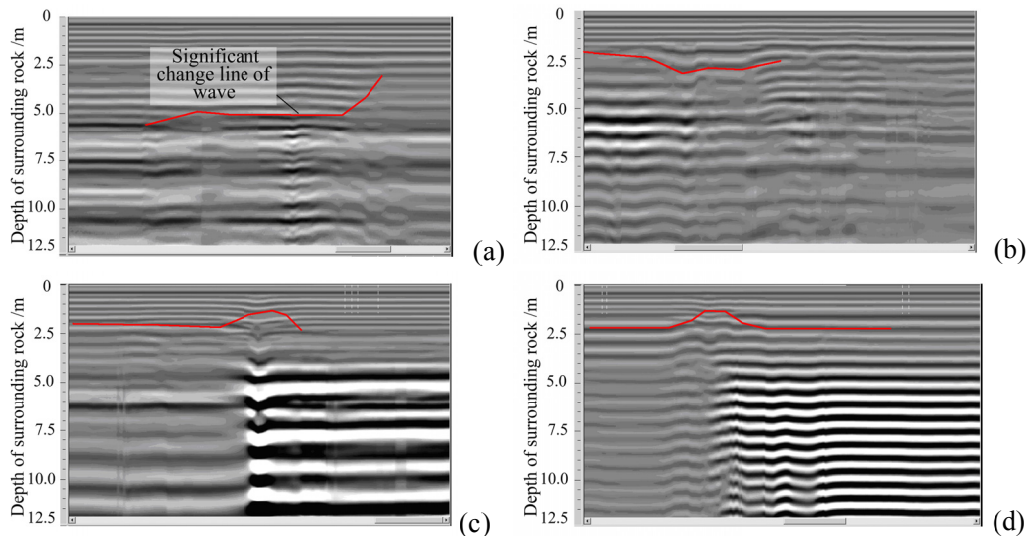 Depth of surrounding rock /m
0
2.5
5.0
7.5
10.0
12.5
Significant
change line of
wave
(a)
Depth of surrounding rock /m
0
2.5
5.0
7.5
10.0
12.5
(b)
Depth of surrounding rock /m
0
2.5
5.0
7.5
10.0
12.5
(c)
Depth of surrounding rock /m
0
2.5
5.0
7.5
10.0
12.5
(d)